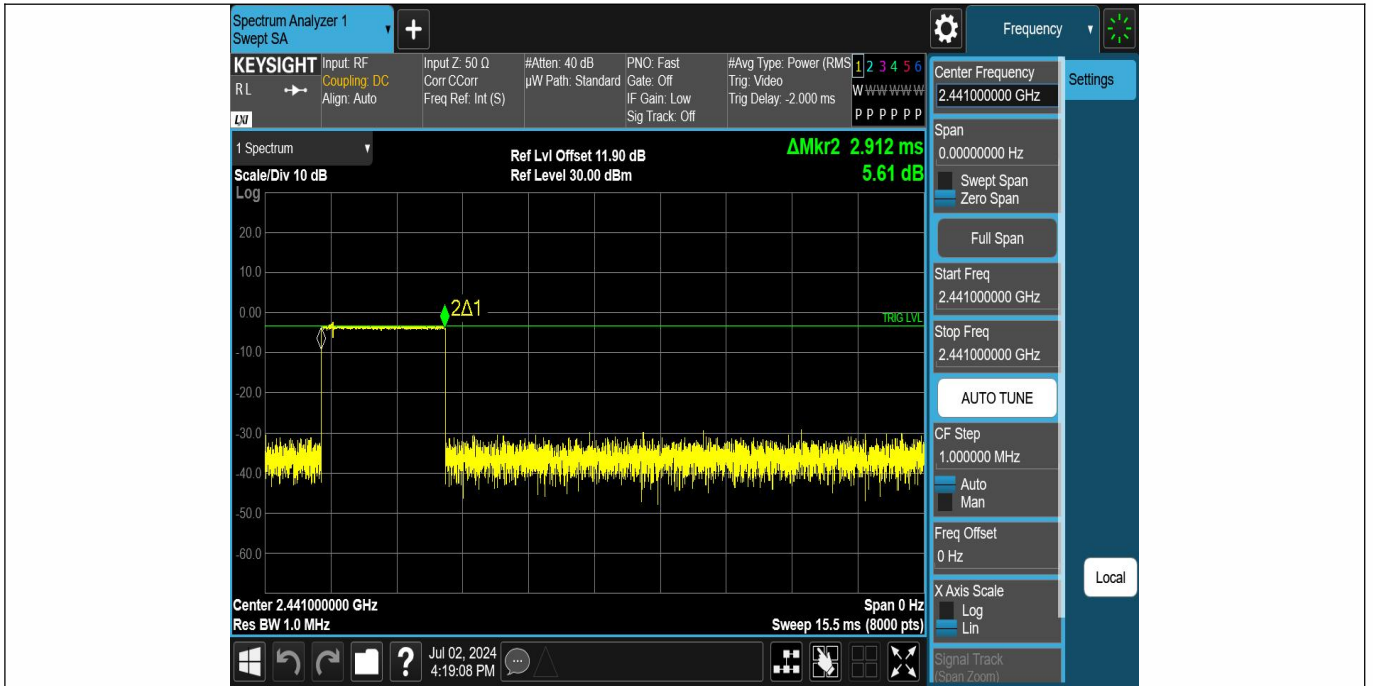 Spectrum Analyzer 1
Swept SA
Frequency
KEYSIGHT
RL
LXI
Input: RF
Coupling: DC
Align: Auto
Input Z: 50 Ω
Corr CCorr
Freq Ref: Int (S)
#Atten: 40 dB
µW Path: Standard
PNO: Fast
Gate: Off
IF Gain: Low
Sig Track: Off
#Avg Type: Power (RMS
Trig: Video
Trig Delay: -2.000 ms
1 2 3 4 5 6
W W W W W W
P P P P P P
1 Spectrum
Scale/Div 10 dB
Ref Lvl Offset 11.90 dB
Ref Level 30.00 dBm
ΔMkr2 2.912 ms
5.61 dB
Log
20.0
10.0
0.00
-10.0
-20.0
-30.0
-40.0
-50.0
-60.0
2Δ1
TRIG LVL
Center 2.441000000 GHz
Res BW 1.0 MHz
Span 0 Hz
Sweep 15.5 ms (8000 pts)
Center Frequency
2.441000000 GHz
Settings
Span
0.00000000 Hz
Swept Span
Zero Span
Full Span
Start Freq
2.441000000 GHz
Stop Freq
2.441000000 GHz
AUTO TUNE
CF Step
1.000000 MHz
Auto
Man
Freq Offset
0 Hz
X Axis Scale
Log
Lin
Local
Signal Track
(Span Zoom)
?
Jul 02, 2024
4:19:08 PM